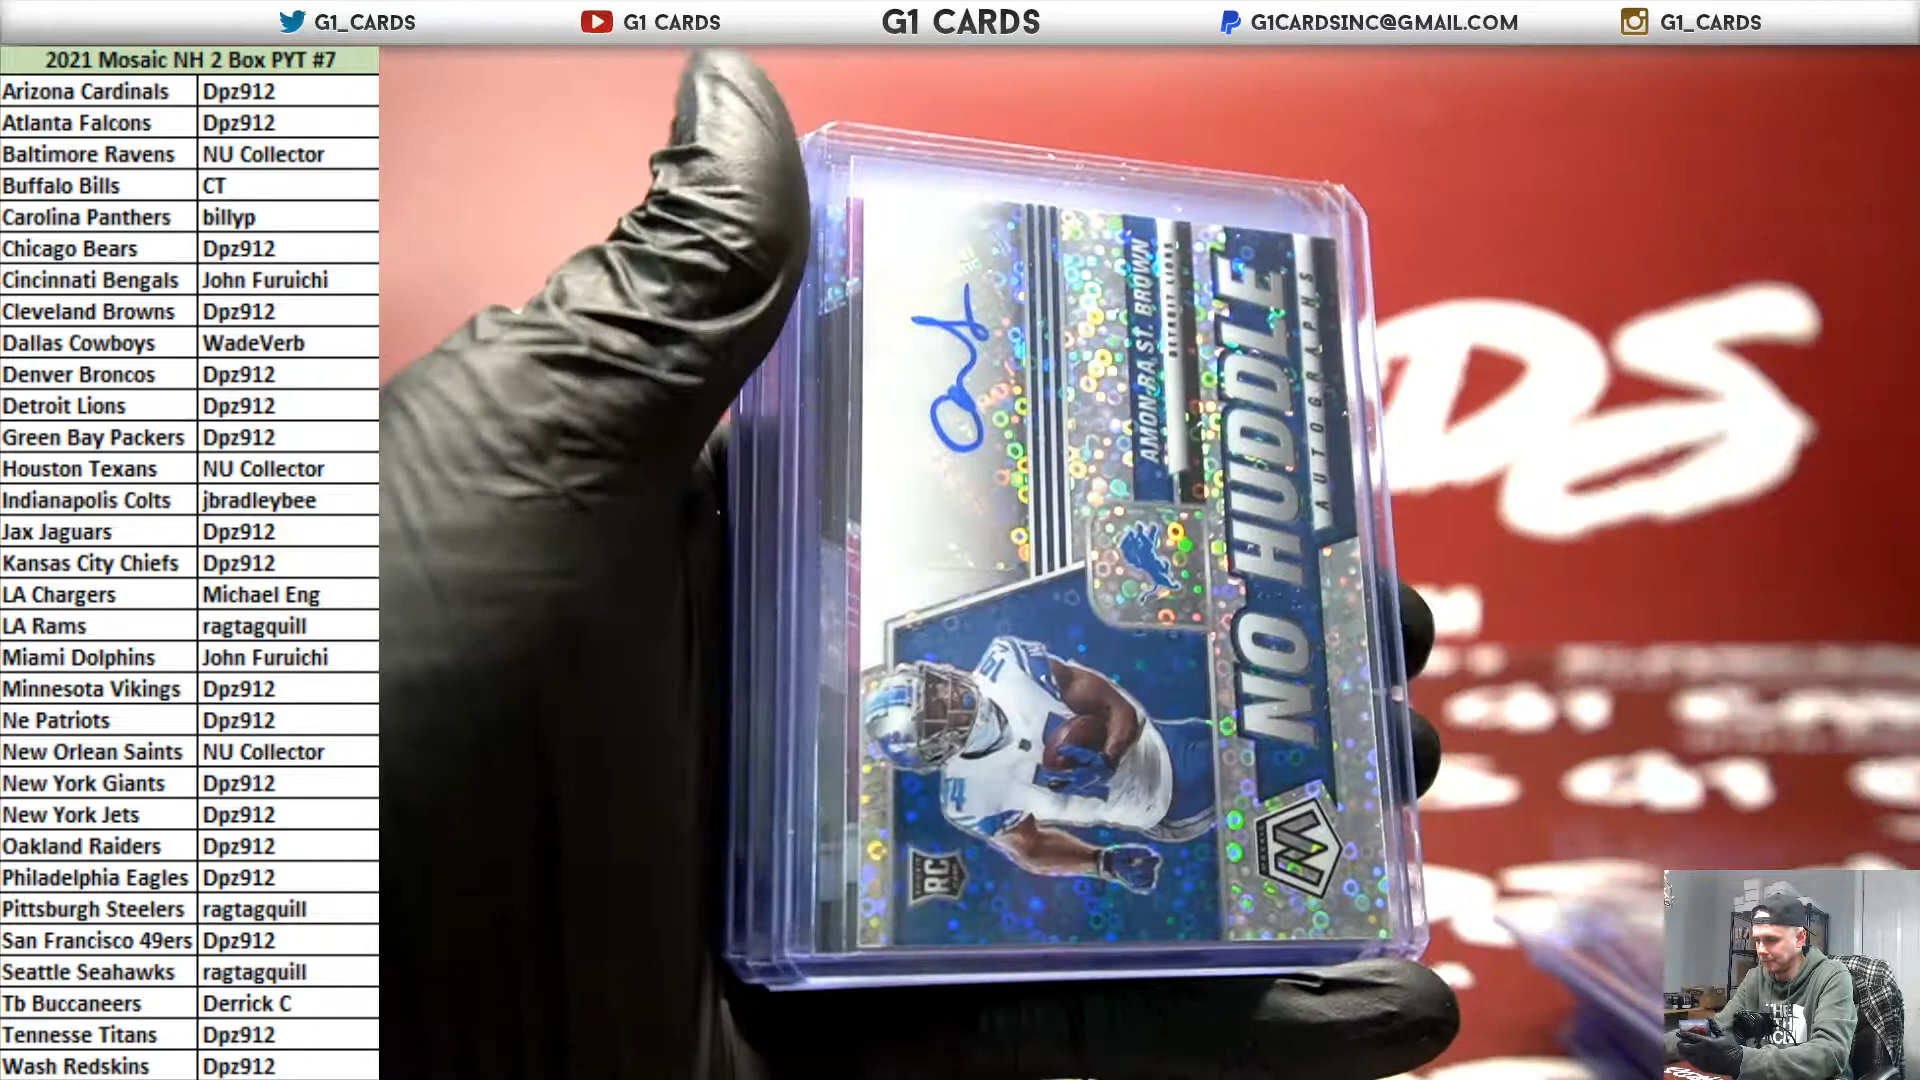 G1_CARDS G1 CARDS G1 CARDS G1CARDSINC@GMAIL.COM G1_CARDS
2021 Mosaic NH 2 Box PYT #7
Arizona Cardinals Dpz912
Atlanta Falcons Dpz912
Baltimore Ravens NU Collector
Buffalo Bills CT
Carolina Panthers billyp
Chicago Bears Dpz912
Cincinnati Bengals John Furuichi
Cleveland Browns Dpz912
Dallas Cowboys WadeVerb
Denver Broncos Dpz912
Detroit Lions Dpz912
Green Bay Packers Dpz912
Houston Texans NU Collector
Indianapolis Colts jbradleybee
Jax Jaguars Dpz912
Kansas City Chiefs Dpz912
LA Chargers Michael Eng
LA Rams ragtagquill
Miami Dolphins John Furuichi
Minnesota Vikings Dpz912
Ne Patriots Dpz912
New Orlean Saints NU Collector
New York Giants Dpz912
New York Jets Dpz912
Oakland Raiders Dpz912
Philadelphia Eagles Dpz912
Pittsburgh Steelers ragtagquill
San Francisco 49ers Dpz912
Seattle Seahawks ragtagquill
Tb Buccaneers Derrick C
Tennesse Titans Dpz912
Wash Redskins Dpz912
AMON-RA ST. BROWN
DETROIT LIONS
NO HUDDLE
AUTOGRAPHS
RC
MOSAIC
14
DS